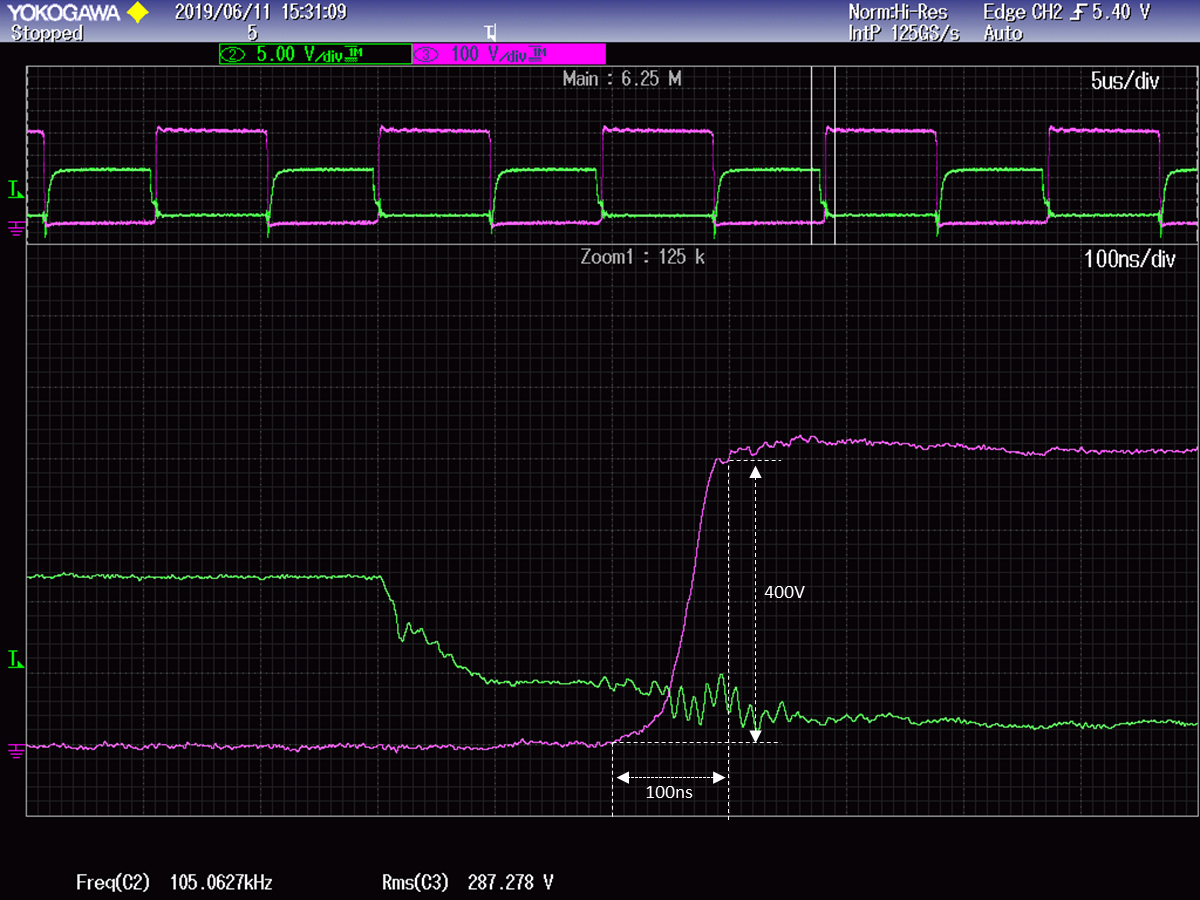 YOKOGAWA 2019/06/11 15:31:09 Norm:Hi-Res Edge CH2 5.40 V
Stopped 5 IntP 125GS/s Auto
2 5.00 V/div 3 100 V/div
Main : 6.25 M 5us/div
Zoom1 : 125 k 100ns/div
400V
100ns
Freq(C2) 105.0627kHz Rms(C3) 287.278 V